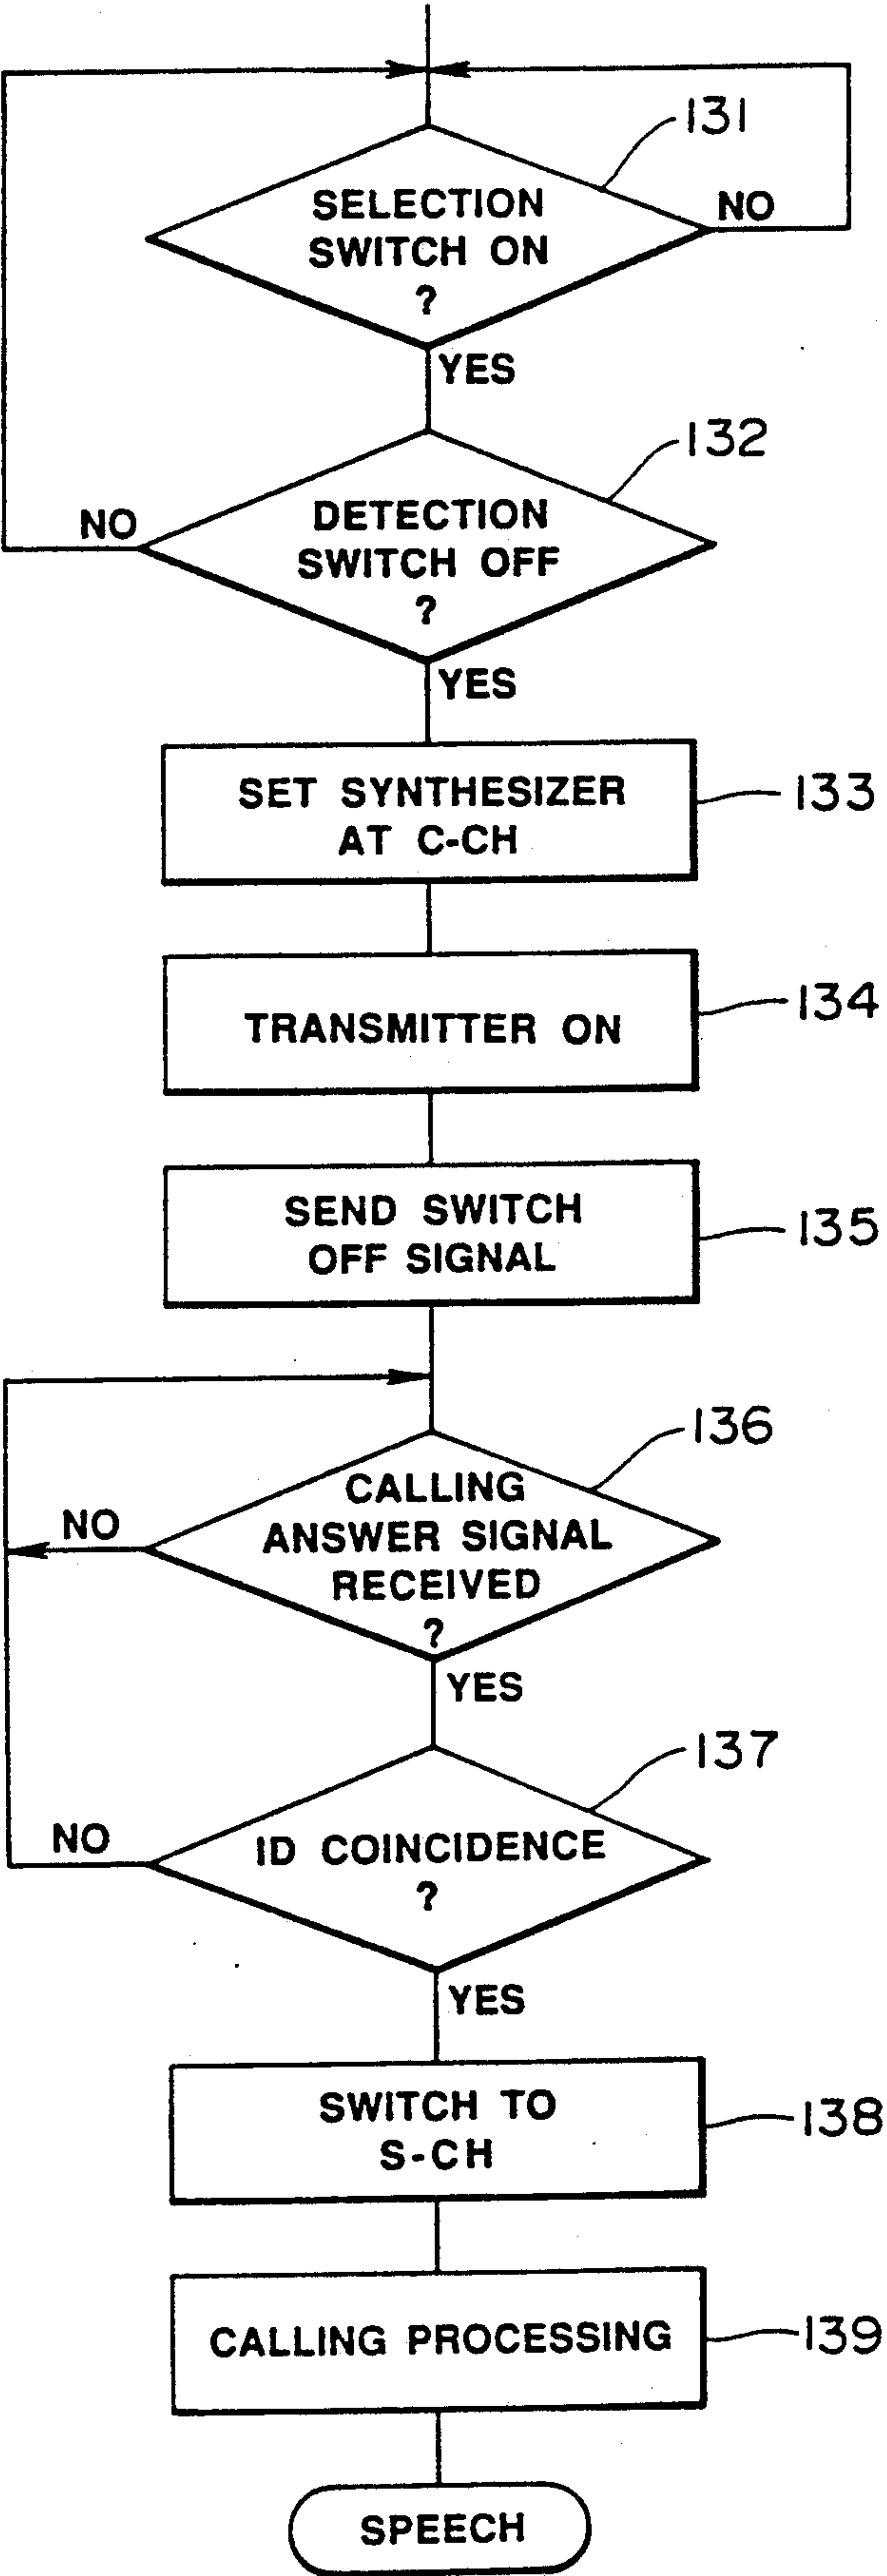 131
SELECTION
SWITCH ON
?
NO
YES
132
DETECTION
SWITCH OFF
?
NO
YES
SET SYNTHESIZER
AT C-CH
133
TRANSMITTER ON
134
SEND SWITCH
OFF SIGNAL
135
136
CALLING
ANSWER SIGNAL
RECEIVED
?
NO
YES
137
ID COINCIDENCE
?
NO
YES
SWITCH TO
S-CH
138
CALLING PROCESSING
139
SPEECH